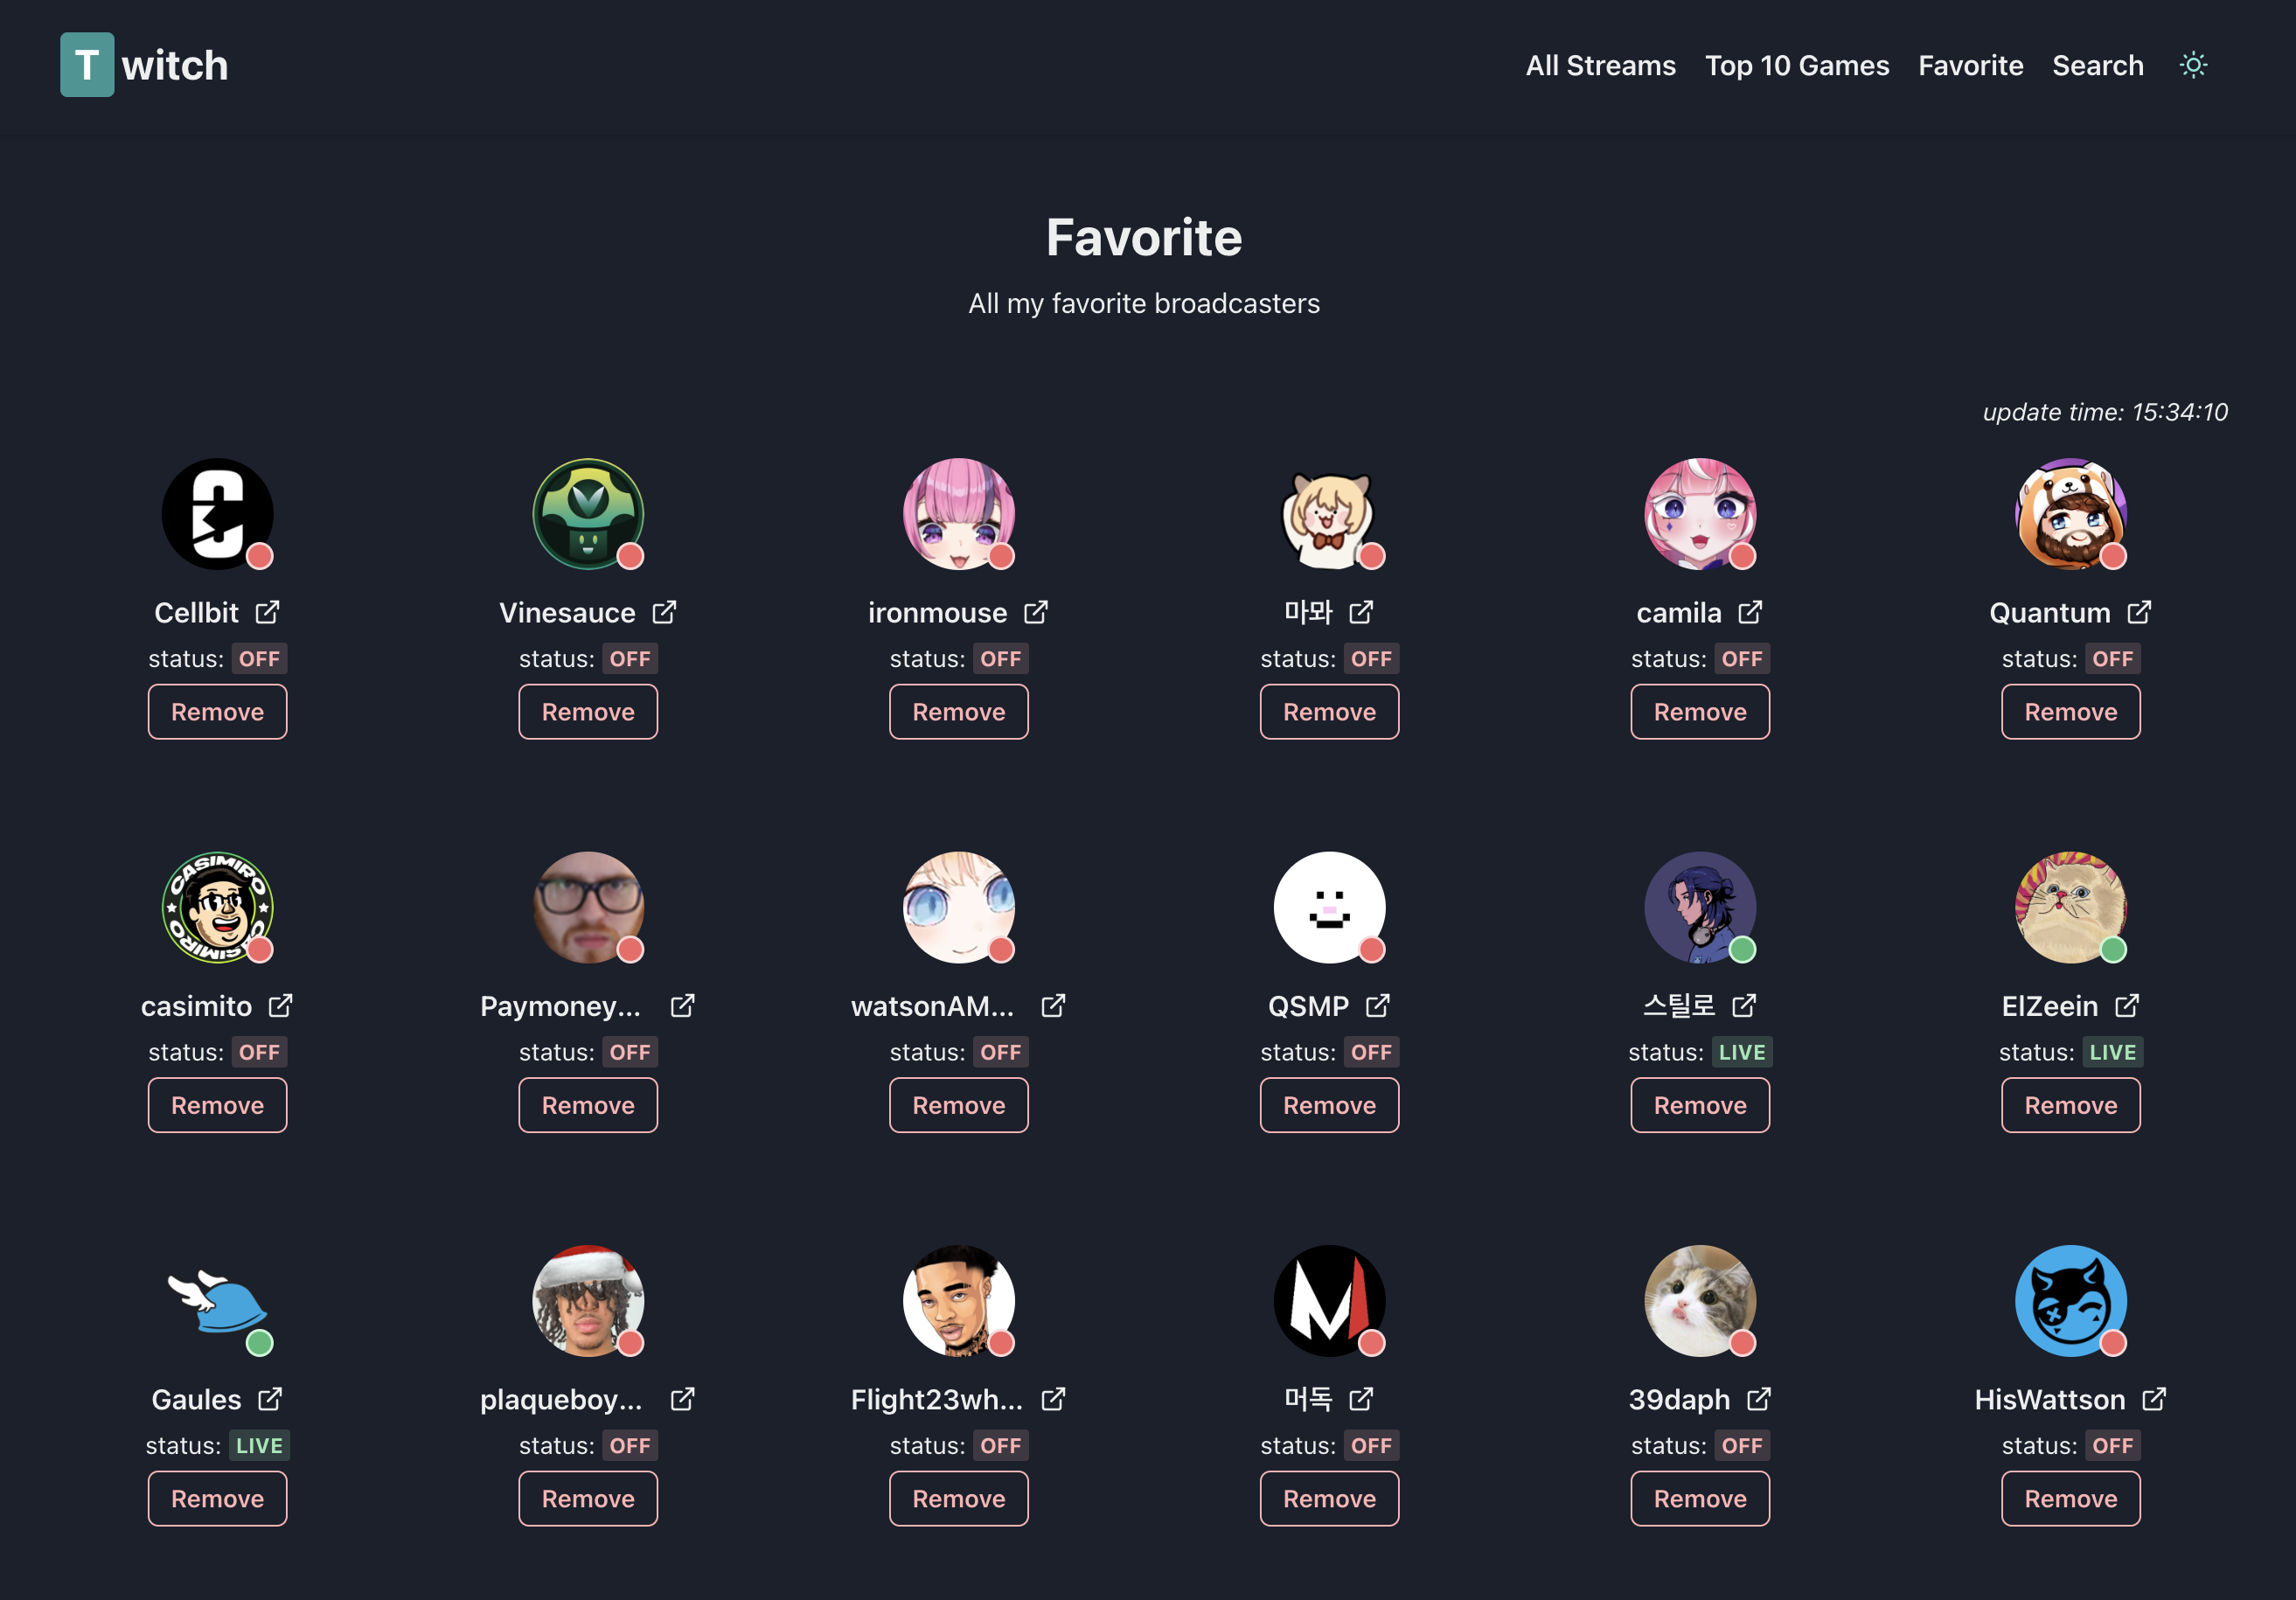 Twitch
All Streams Top 10 Games Favorite Search
Favorite
All my favorite broadcasters
update time: 15:34:10
Cellbit Vinesauce ironmouse 마뫄 camila Quantum
status: OFF status: OFF status: OFF status: OFF status: OFF status: OFF
Remove Remove Remove Remove Remove Remove
CASIMIRO CASIMIRO
casimito Paymoney... watsonAM... QSMP 스틸로 ElZeein
status: OFF status: OFF status: OFF status: OFF status: LIVE status: LIVE
Remove Remove Remove Remove Remove Remove
Gaules plaqueboy... Flight23wh... 머독 39daph HisWattson
status: LIVE status: OFF status: OFF status: OFF status: OFF status: OFF
Remove Remove Remove Remove Remove Remove